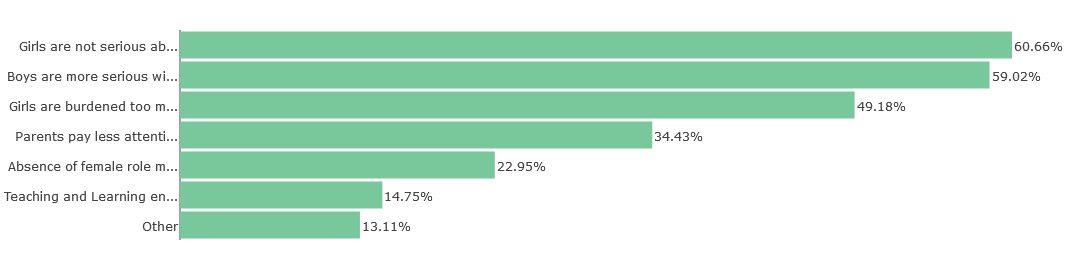 Girls are not serious ab... 60.66%
Boys are more serious wi... 59.02%
Girls are burdened too m... 49.18%
Parents pay less attenti... 34.43%
Absence of female role m... 22.95%
Teaching and Learning en... 14.75%
Other 13.11%